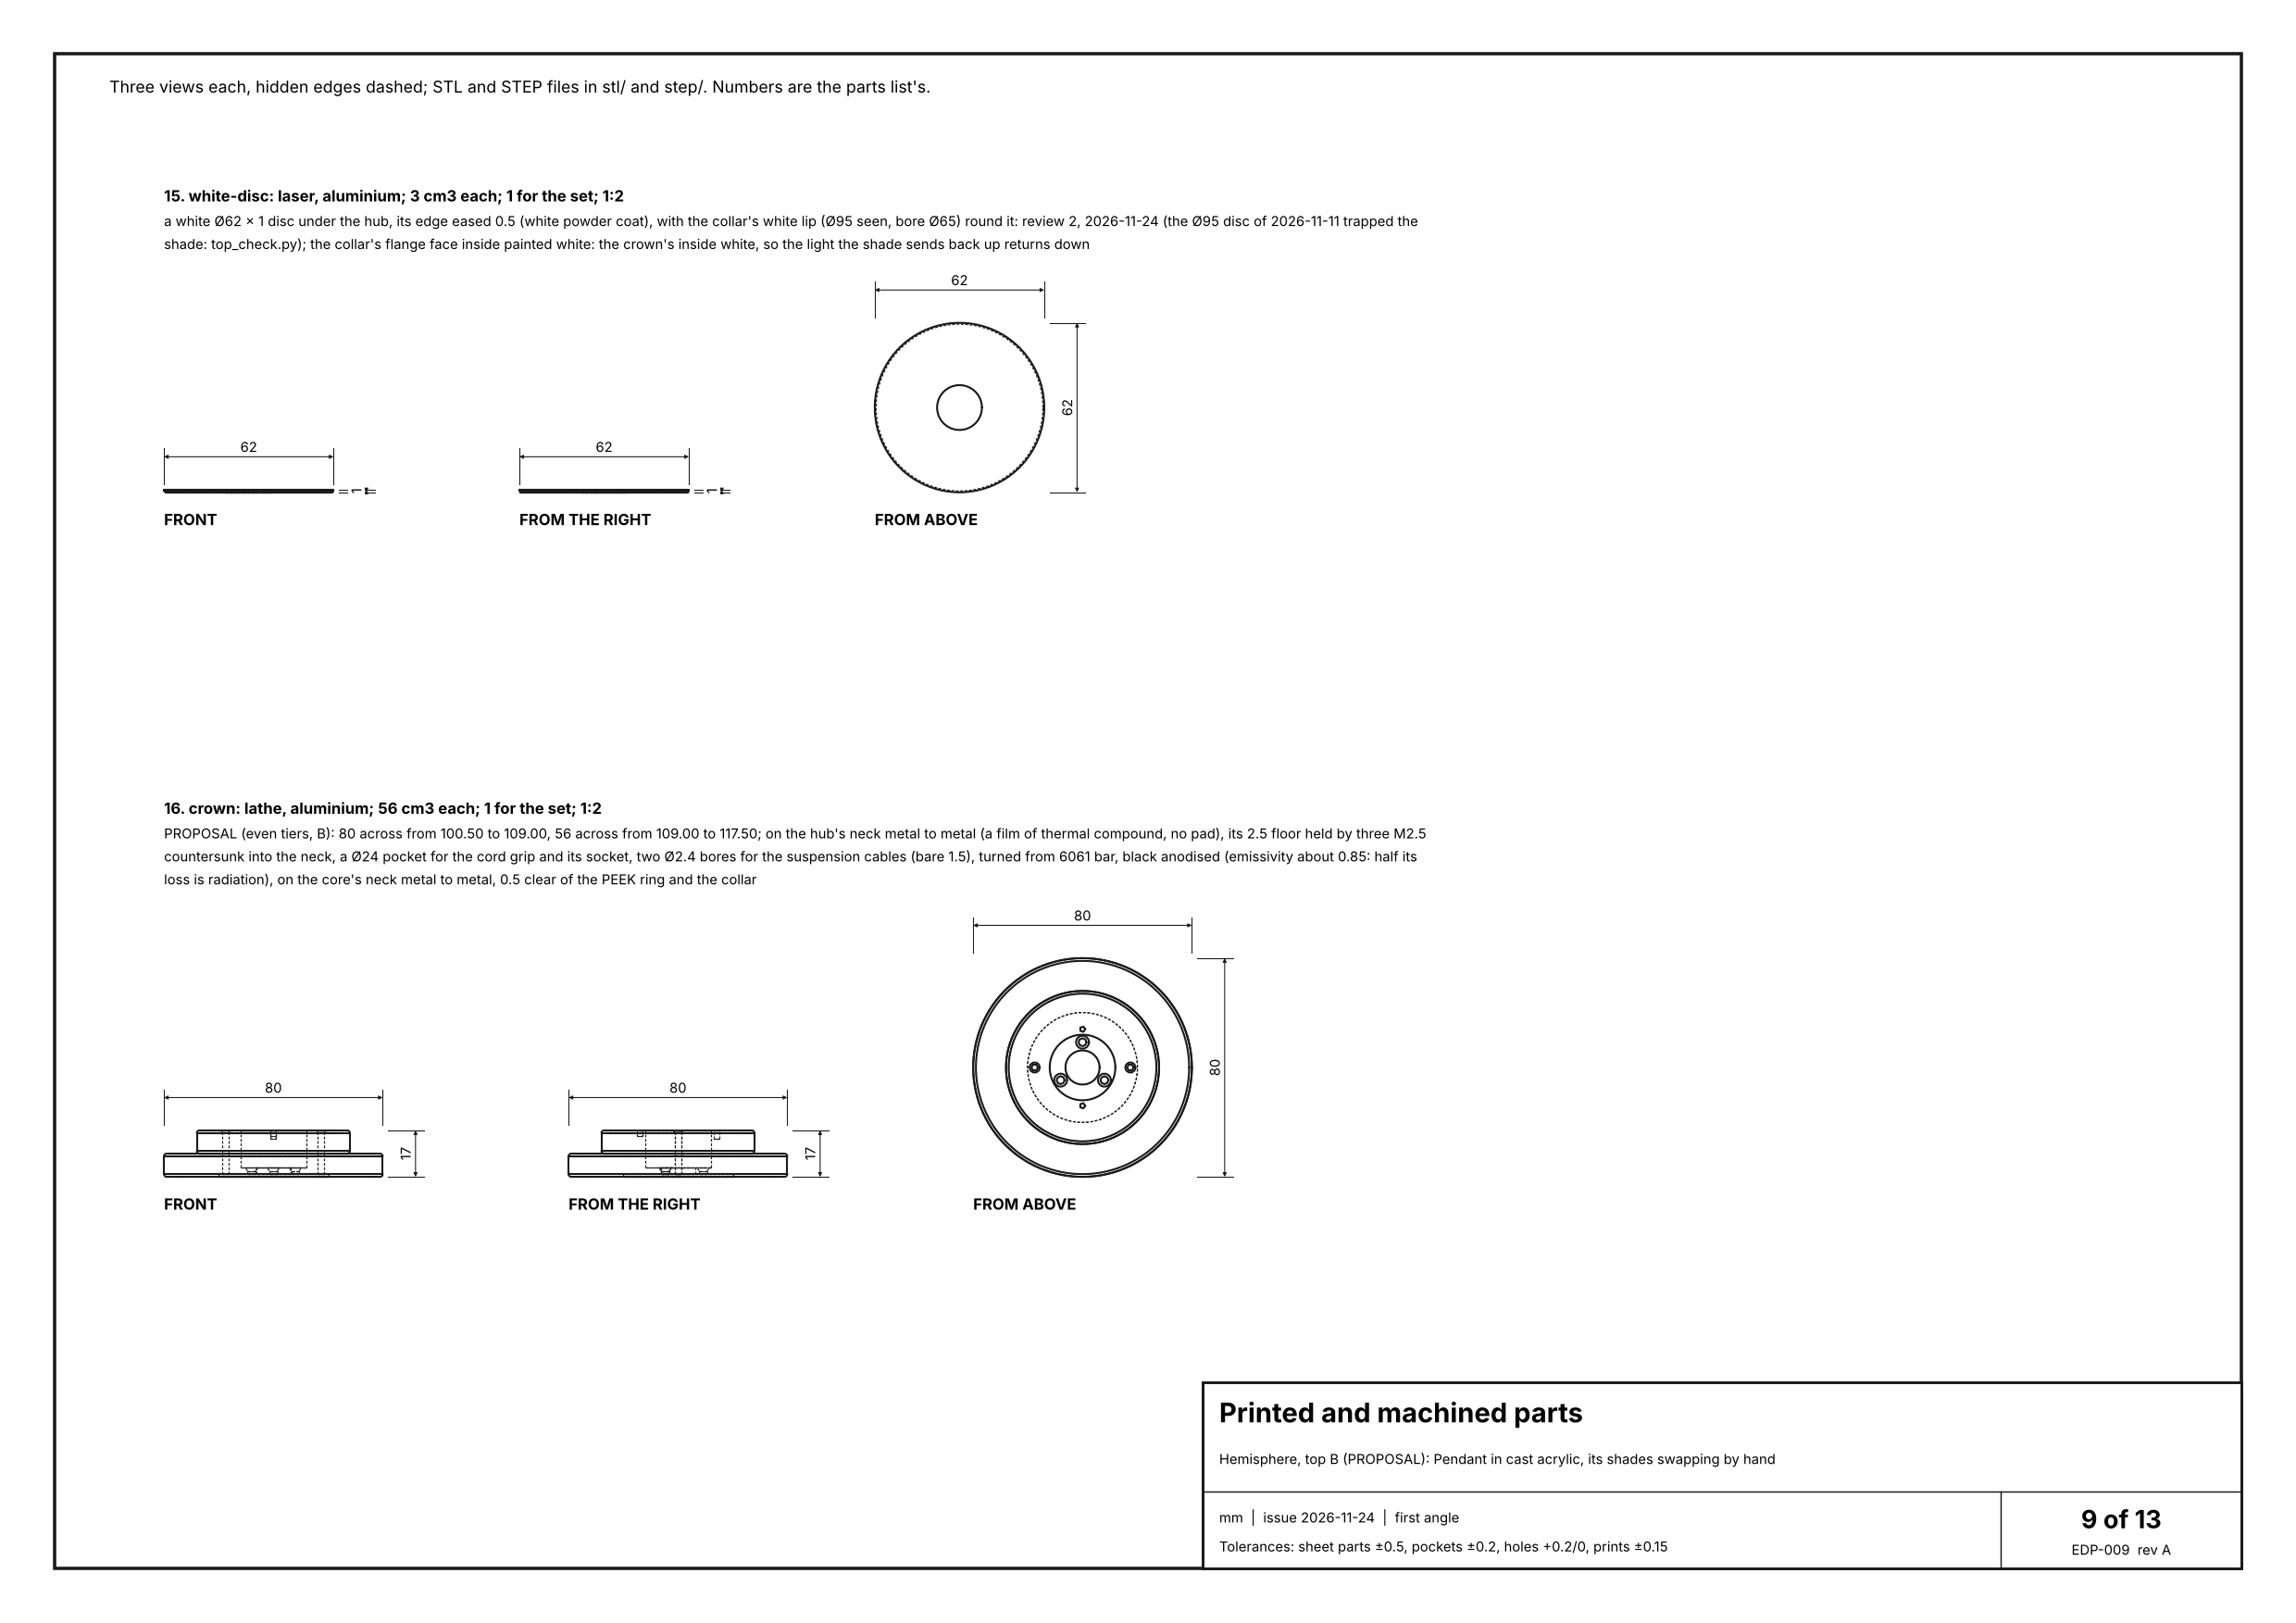 Three views each, hidden edges dashed; STL and STEP files in stl/ and step/. Numbers are the parts list's.
15. white-disc: laser, aluminium; 3 cm3 each; 1 for the set; 1:2
a white Ø62 × 1 disc under the hub, its edge eased 0.5 (white powder coat), with the collar's white lip (Ø95 seen, bore Ø65) round it: review 2, 2026-11-24 (the Ø95 disc of 2026-11-11 trapped the
shade: top_check.py); the collar's flange face inside painted white: the crown's inside white, so the light the shade sends back up returns down
62
62
62
62
1
1
FRONT
FROM THE RIGHT
FROM ABOVE
16. crown: lathe, aluminium; 56 cm3 each; 1 for the set; 1:2
PROPOSAL (even tiers, B): 80 across from 100.50 to 109.00, 56 across from 109.00 to 117.50; on the hub's neck metal to metal (a film of thermal compound, no pad), its 2.5 floor held by three M2.5
countersunk into the neck, a Ø24 pocket for the cord grip and its socket, two Ø2.4 bores for the suspension cables (bare 1.5), turned from 6061 bar, black anodised (emissivity about 0.85: half its
loss is radiation), on the core's neck metal to metal, 0.5 clear of the PEEK ring and the collar
80
80
80
80
17
17
FRONT
FROM THE RIGHT
FROM ABOVE
Printed and machined parts
Hemisphere, top B (PROPOSAL): Pendant in cast acrylic, its shades swapping by hand
mm | issue 2026-11-24 | first angle
Tolerances: sheet parts ±0.5, pockets ±0.2, holes +0.2/0, prints ±0.15
9 of 13
EDP-009 rev A